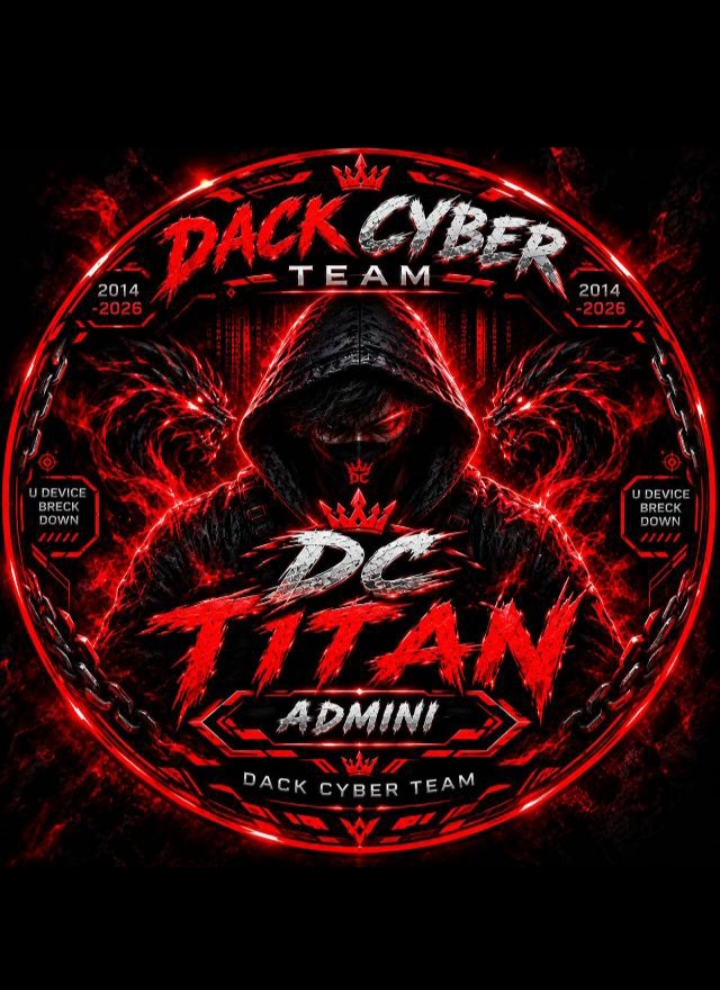 DACK CYBER
TEAM
2014
-2026
2014
-2026
DC
U DEVICE
BRECK
DOWN
U DEVICE
BRECK
DOWN
DC
TITAN
ADMINI
DACK CYBER TEAM